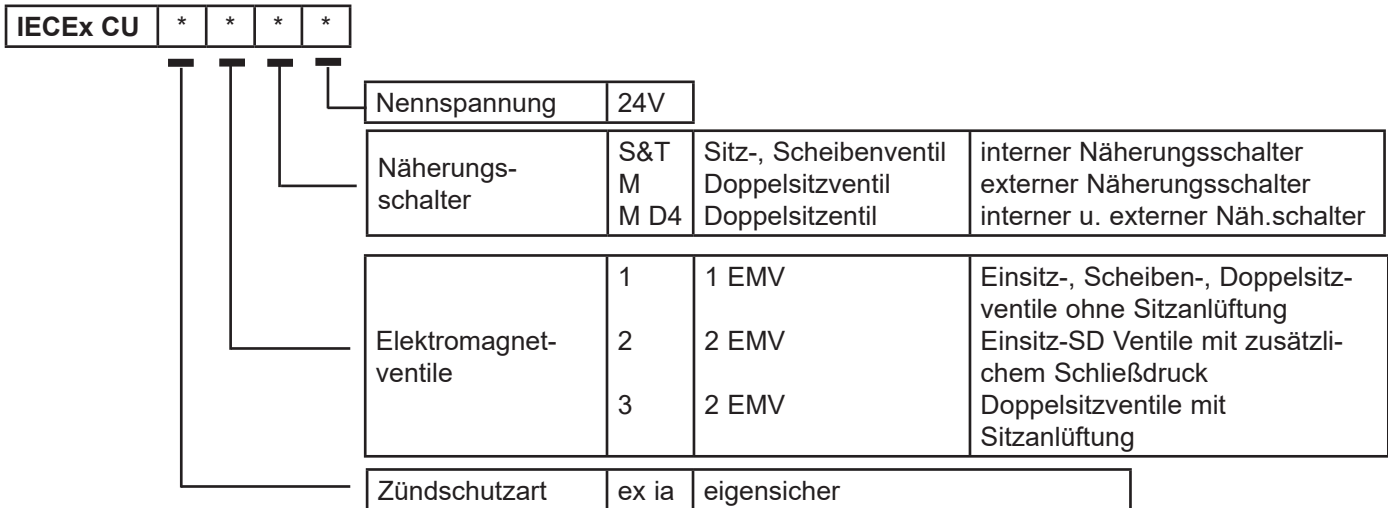 IECEx CU * * * *
Nennspannung 24V
Näherungs-
schalter
S&T Sitz-, Scheibenventil interner Näherungsschalter
M Doppelsitzventil externer Näherungsschalter
M D4 Doppelsitzentil interner u. externer Näh.schalter
Elektromagnet-
ventile
1 1 EMV Einsitz-, Scheiben-, Doppelsitz-
ventile ohne Sitzanlüftung
2 2 EMV Einsitz-SD Ventile mit zusätzli-
chem Schließdruck
3 2 EMV Doppelsitzventile mit
Sitzanlüftung
Zündschutzart ex ia eigensicher